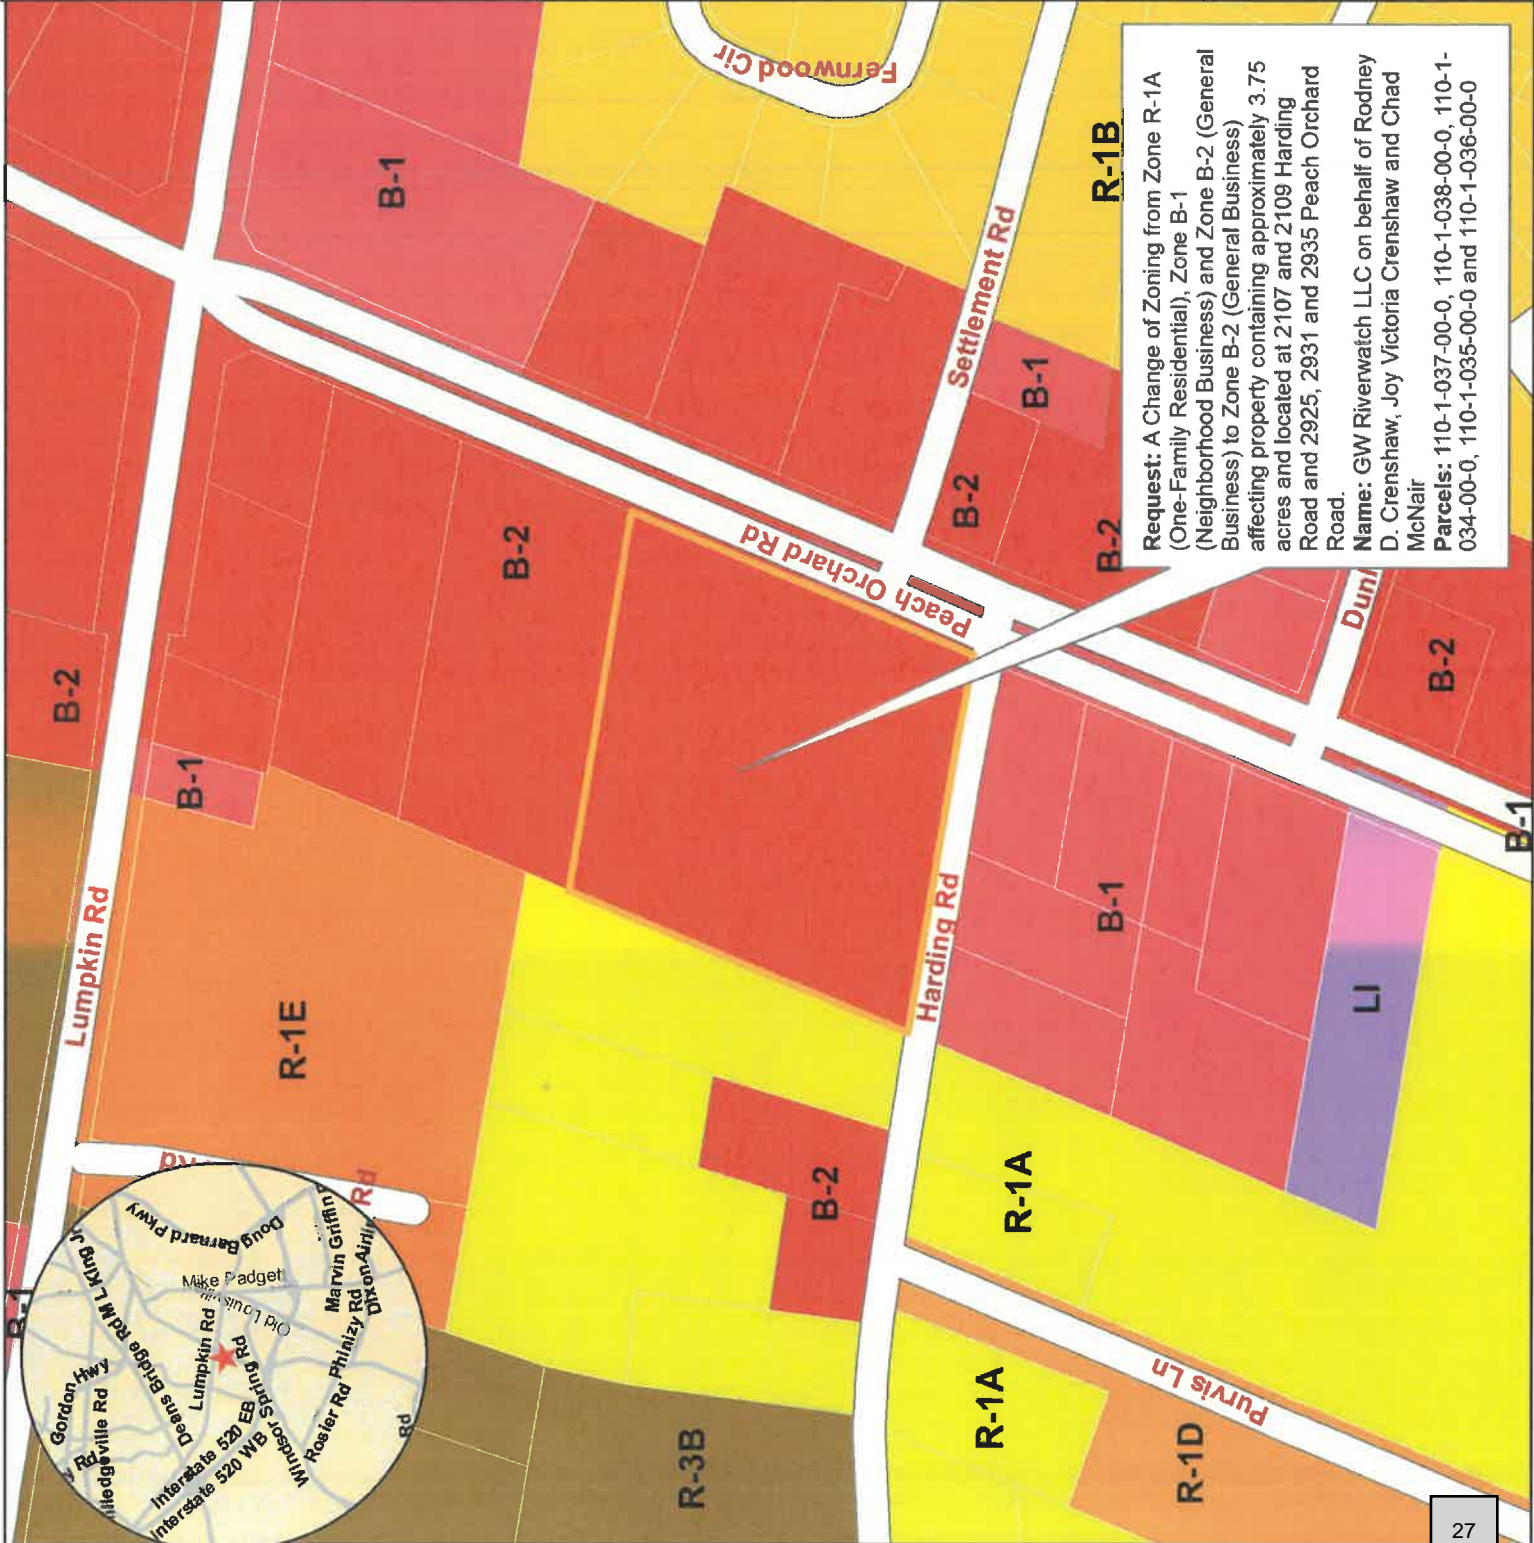 Request: A Change of Zoning from Zone R-1A
(One-Family Residential), Zone B-1
(Neighborhood Business) and Zone B-2 (General
Business) to Zone B-2 (General Business)
affecting property containing approximately 3.75
acres and located at 2107 and 2109 Harding
Road and 2925, 2931 and 2935 Peach Orchard
Road.
Name: GW Riverwatch LLC on behalf of Rodney
D. Crenshaw, Joy Victoria Crenshaw and Chad
McNair
Parcels: 110-1-037-00-0, 110-1-038-00-0, 110-1-
034-00-0, 110-1-035-00-0 and 110-1-036-00-0
Fernwood Cir
B-1
R-1B
Settlement Rd
B-1
B-2
B-2
B-2
Peach Orchard Rd
B-2
B-2
B-1
B-1
Lumpkin Rd
R-1E
Harding Rd
B-1
LI
Rd
Rd
B-2
R-1A
R-1A
Purvis Ln
R-1D
R-3B
B-1
Gordon Hwy
Rd
M L King Jr
Deans Bridge Rd
Doug Barnard Pkwy
Mike Padgett
Old Louisville
Lumpkin Rd
Windsor Spring Rd
Interstate 520 EB
Interstate 520 WB
Rosier Rd
Phinizy Rd
Marvin Griffin
Dixon Airlin
Rd
27